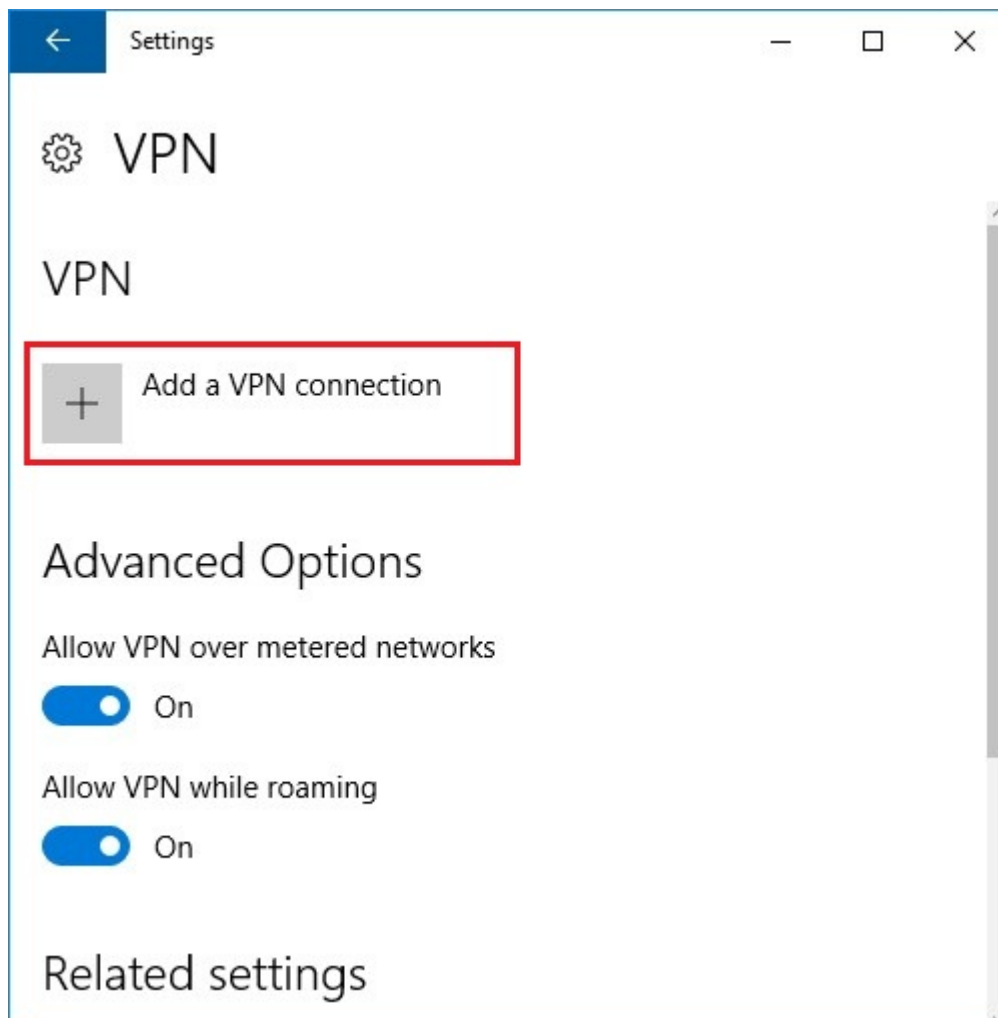 Settings
VPN
VPN
Add a VPN connection
Advanced Options
Allow VPN over metered networks
On
Allow VPN while roaming
On
Related settings